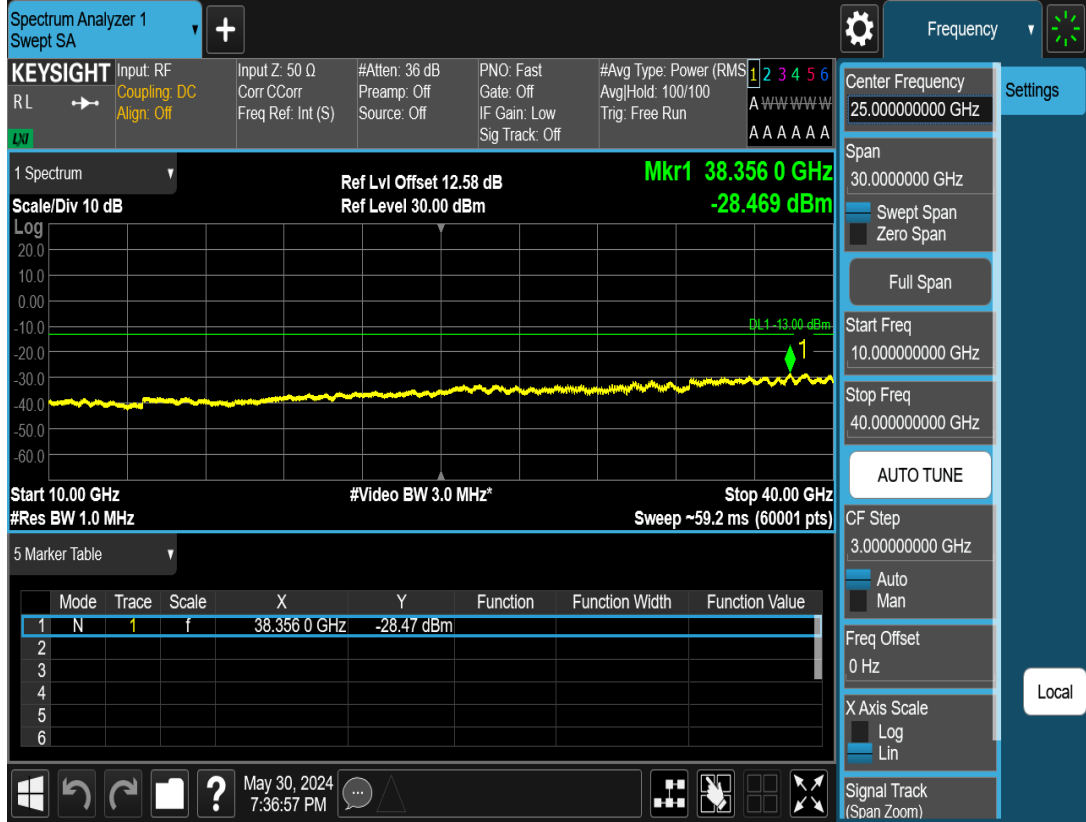 Spectrum Analyzer 1
Swept SA
+
Frequency
KEYSIGHT
RL
LXI
Input: RF
Coupling: DC
Align: Off
Input Z: 50 Ω
Corr CCorr
Freq Ref: Int (S)
#Atten: 36 dB
Preamp: Off
Source: Off
PNO: Fast
Gate: Off
IF Gain: Low
Sig Track: Off
#Avg Type: Power (RMS
Avg|Hold: 100/100
Trig: Free Run
1 2 3 4 5 6
A W W W W W
A A A A A A
1 Spectrum
Scale/Div 10 dB
Ref Lvl Offset 12.58 dB
Ref Level 30.00 dBm
Mkr1 38.356 0 GHz
-28.469 dBm
Log
20.0
10.0
0.00
-10.0
-20.0
-30.0
-40.0
-50.0
-60.0
DL1 -13.00 dBm
1
Start 10.00 GHz
#Video BW 3.0 MHz*
Stop 40.00 GHz
#Res BW 1.0 MHz
Sweep ~59.2 ms (60001 pts)
5 Marker Table
Mode Trace Scale X Y Function Function Width Function Value
1 N 1 f 38.356 0 GHz -28.47 dBm
2
3
4
5
6
?
May 30, 2024
7:36:57 PM
Center Frequency
25.000000000 GHz
Settings
Span
30.0000000 GHz
Swept Span
Zero Span
Full Span
Start Freq
10.000000000 GHz
Stop Freq
40.000000000 GHz
AUTO TUNE
CF Step
3.000000000 GHz
Auto
Man
Freq Offset
0 Hz
Local
X Axis Scale
Log
Lin
Signal Track
(Span Zoom)